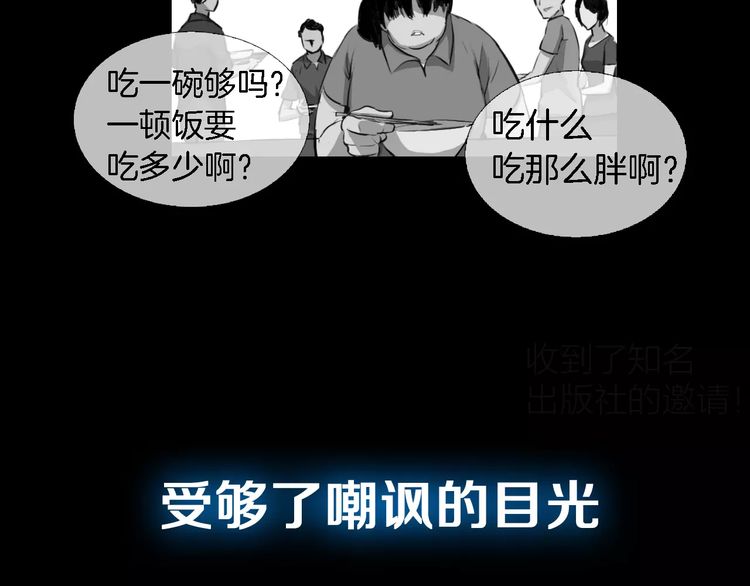 吃一碗够吗?
一顿饭要
吃多少啊?
吃什么
吃那么胖啊?
收到了知名
出版社的邀请!
受够了嘲讽的目光